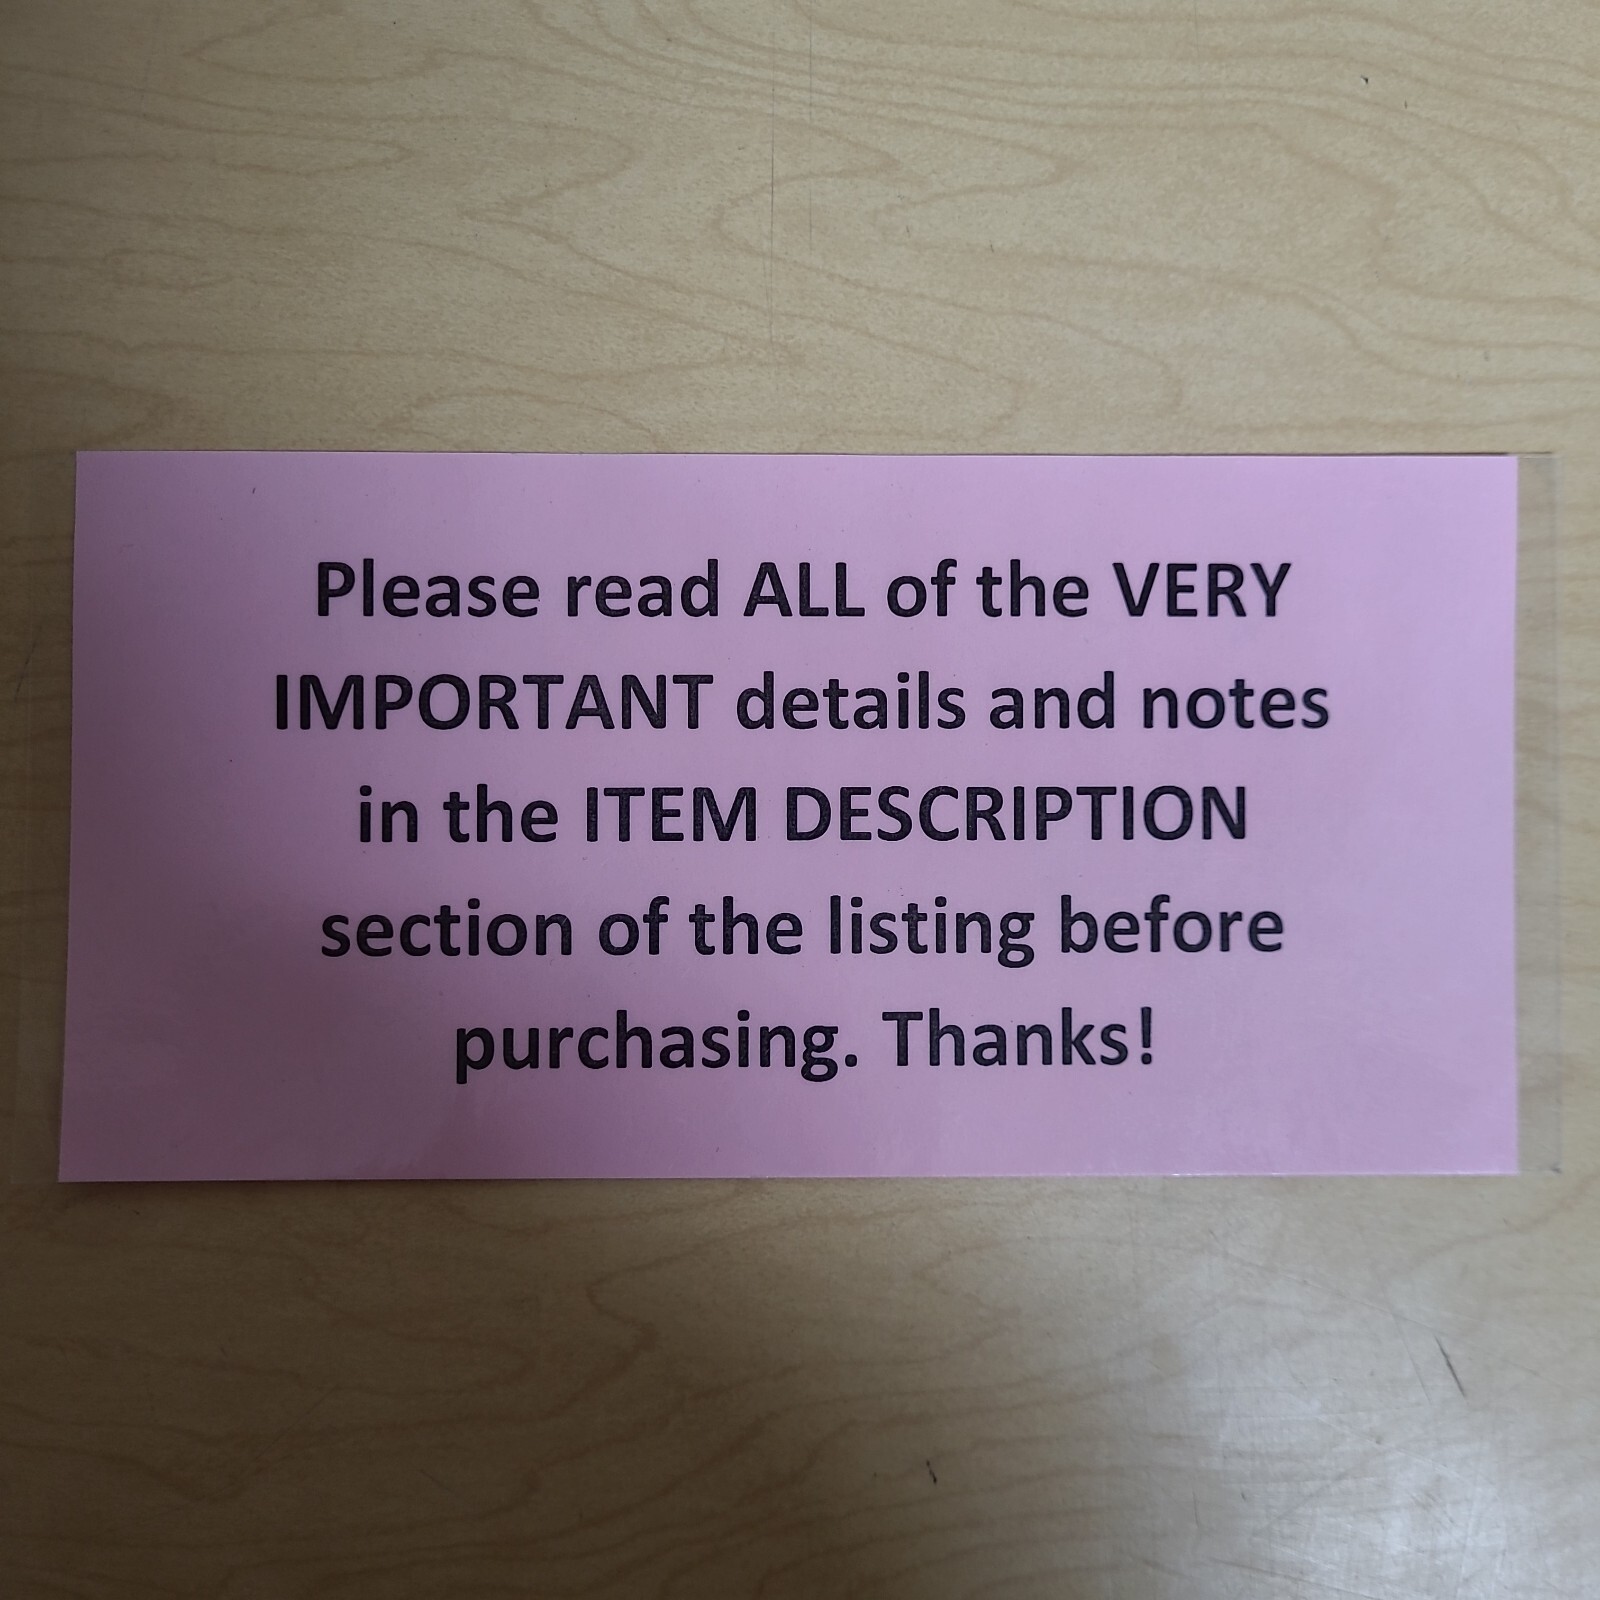 Please read ALL of the VERY
IMPORTANT details and notes
in the ITEM DESCRIPTION
section of the listing before
purchasing. Thanks!